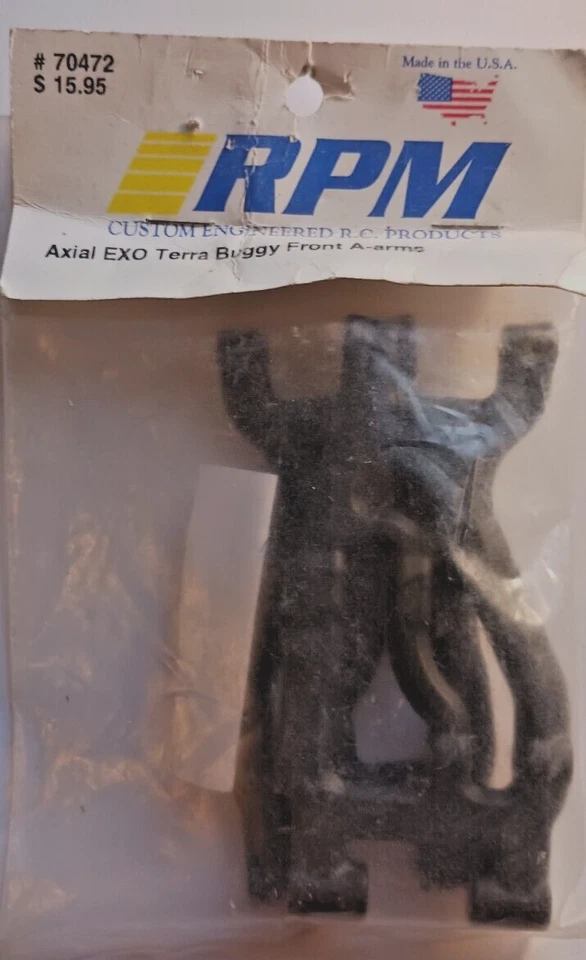 # 70472
$ 15.95
Made in the U.S.A.
RPM
CUSTOM ENGINEERED R.C. PRODUCTS
Axial EXO Terra Buggy Front A-arms